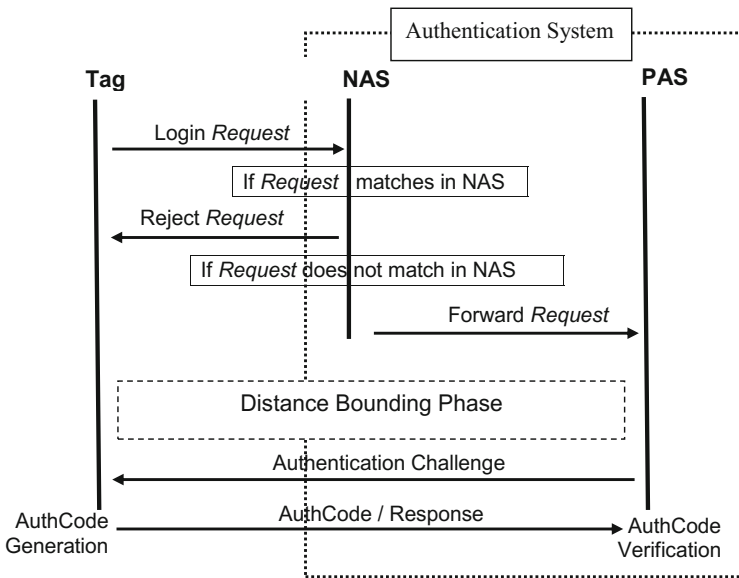 Authentication System
Tag
NAS
PAS
Login Request
If Request matches in NAS
Reject Request
If Request does not match in NAS
Forward Request
Distance Bounding Phase
Authentication Challenge
AuthCode / Response
AuthCode
Generation
AuthCode
Verification